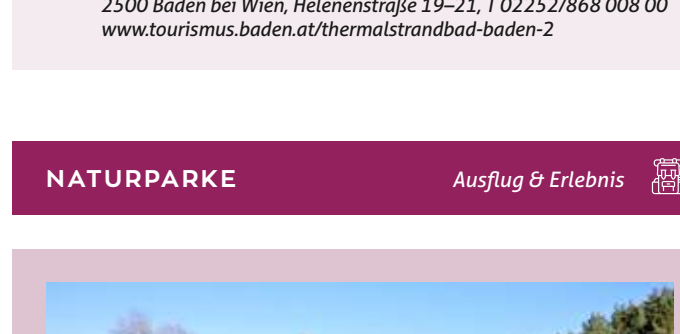 2500 Baden bei Wien, Helenenstraße 19–21, T 02252/868 008 00
www.tourismus.baden.at/thermalstrandbad-baden-2
NATURPARKE
Ausflug & Erlebnis